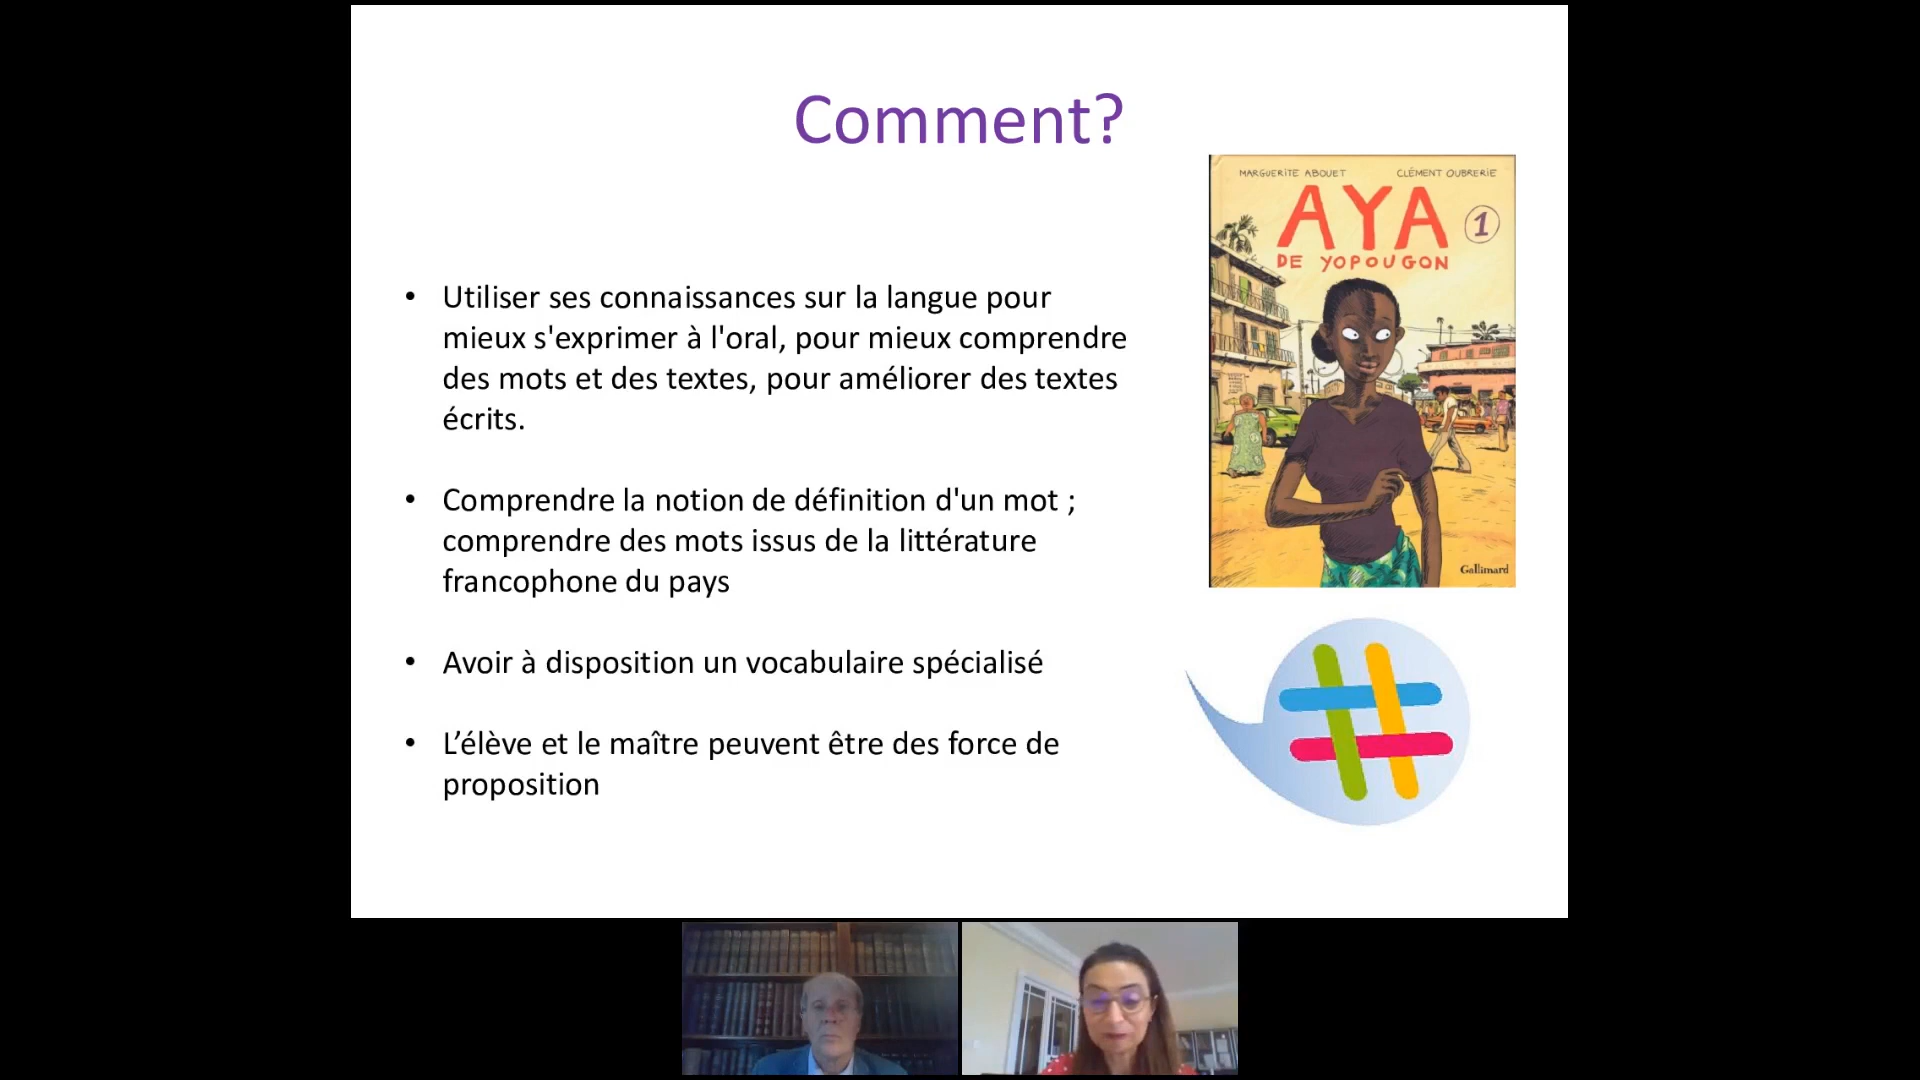 Comment?
MARGUERITE ABOUET CLÉMENT OUBRERIE
AYA 1
DE YOPOUGON
• Utiliser ses connaissances sur la langue pour
mieux s'exprimer à l'oral, pour mieux comprendre
des mots et des textes, pour améliorer des textes
écrits.
• Comprendre la notion de définition d'un mot ;
comprendre des mots issus de la littérature
francophone du pays
Gallimard
• Avoir à disposition un vocabulaire spécialisé
• L’élève et le maître peuvent être des force de
proposition